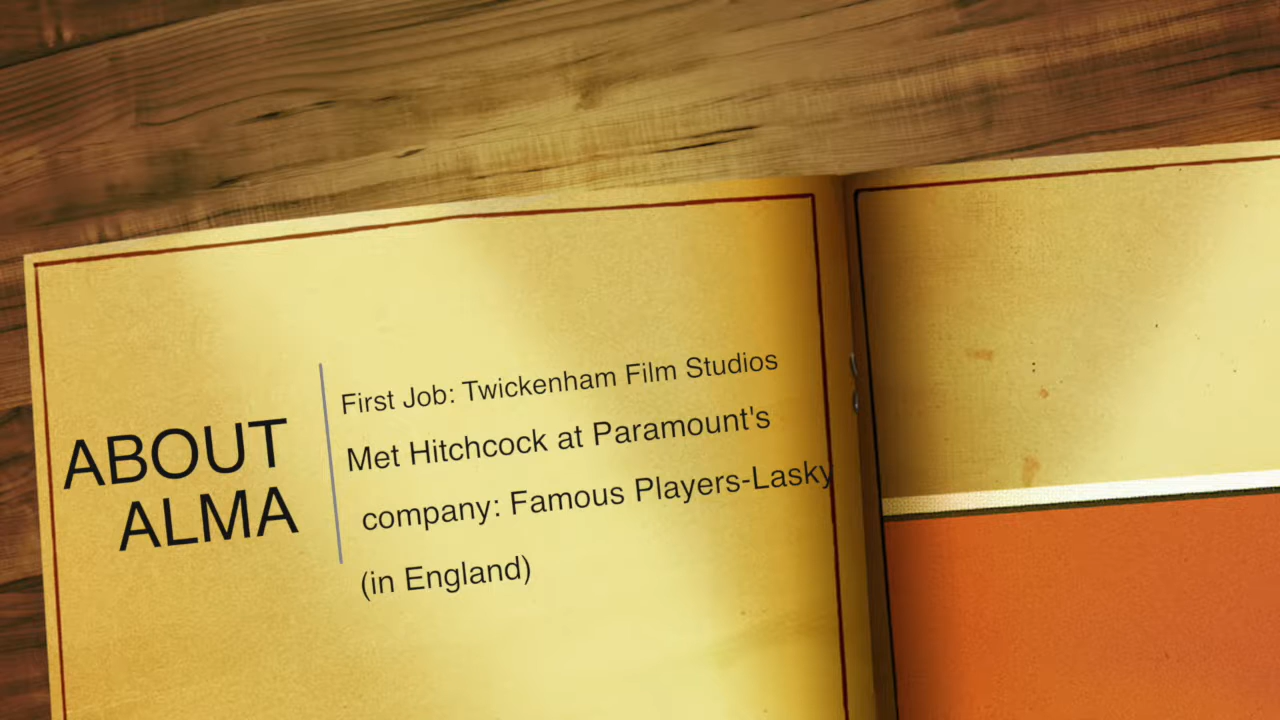 ABOUT
ALMA
First Job: Twickenham Film Studios
Met Hitchcock at Paramount's
company: Famous Players-Lasky
(in England)